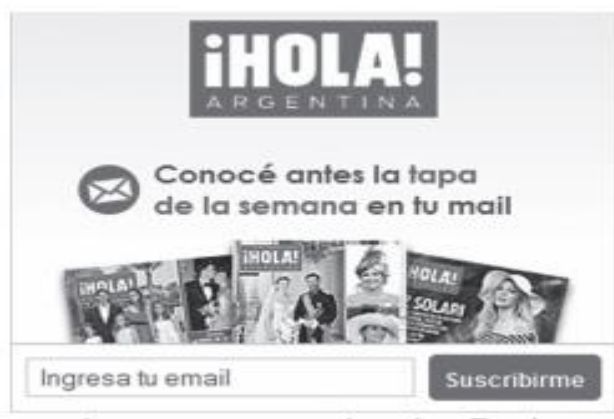 ¡HOLA!
ARGENTINA
Conocé antes la tapa
de la semana en tu mail
¡HOLA!
¡HOLA!
HOLA!
SOLARI
Ingresa tu email
Suscribirme